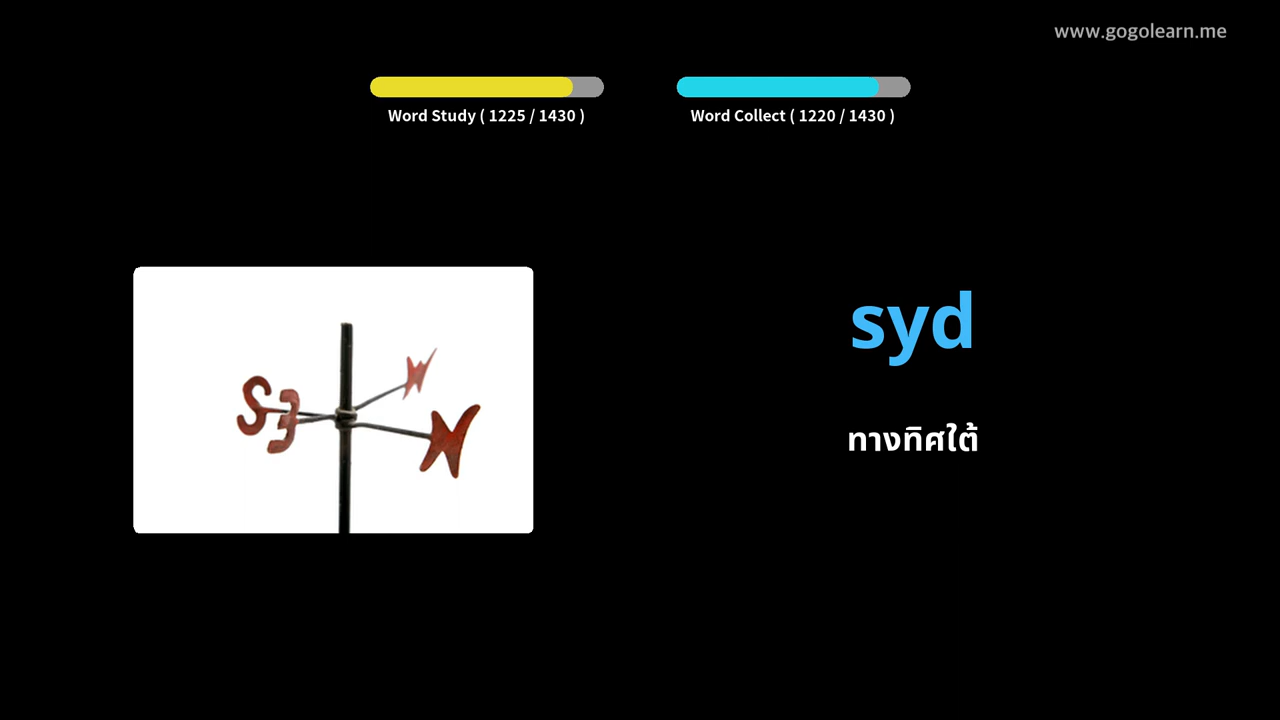 www.gogolearn.me
Word Study ( 1225 / 1430 )
Word Collect ( 1220 / 1430 )
syd
ทางทิศใต้
S E N